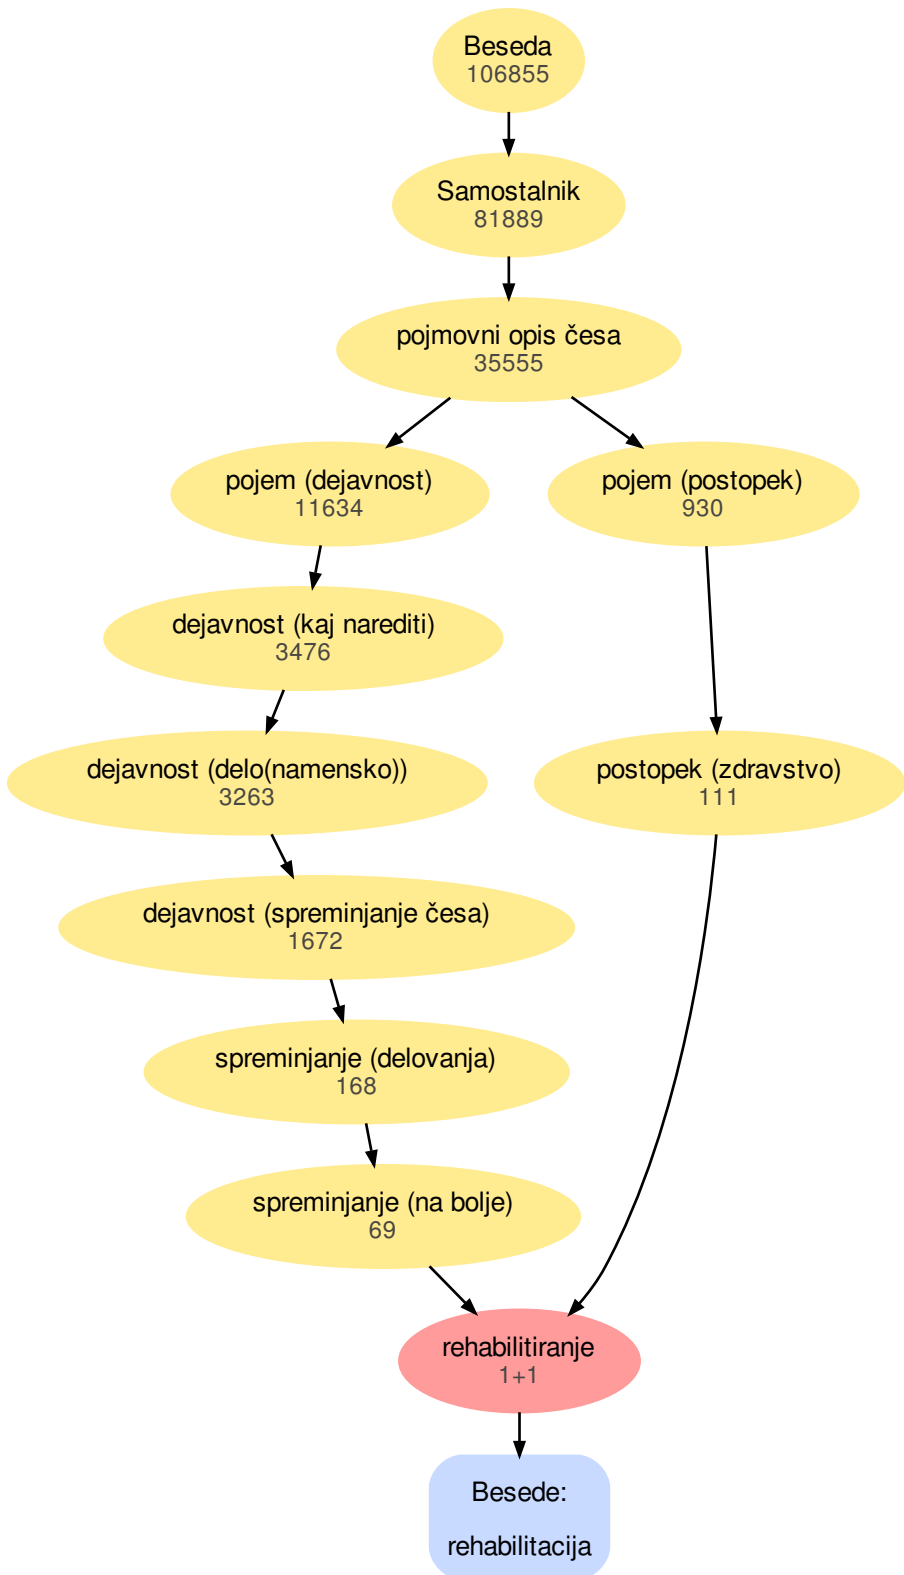 Beseda
106855
Samostalnik
81889
pojmovni opis česa
35555
pojem (dejavnost)
11634
pojem (postopek)
930
dejavnost (kaj narediti)
3476
dejavnost (delo(namensko))
3263
postopek (zdravstvo)
111
dejavnost (spreminjanje česa)
1672
spreminjanje (delovanja)
168
spreminjanje (na bolje)
69
rehabilitiranje
1+1
Besede:
rehabilitacija